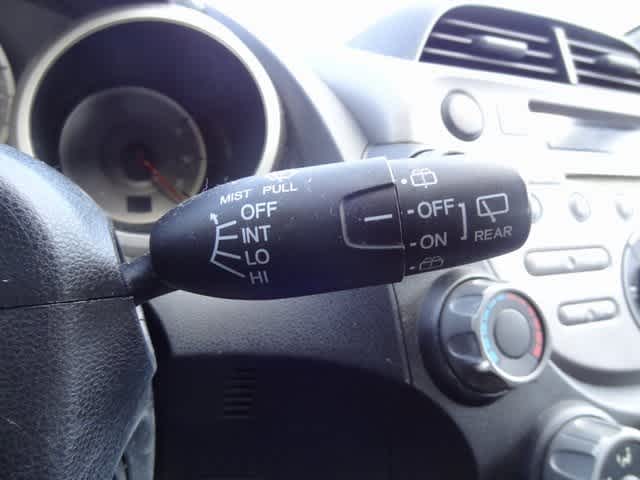 MIST PULL
OFF
INT
LO
HI
OFF
ON
REAR